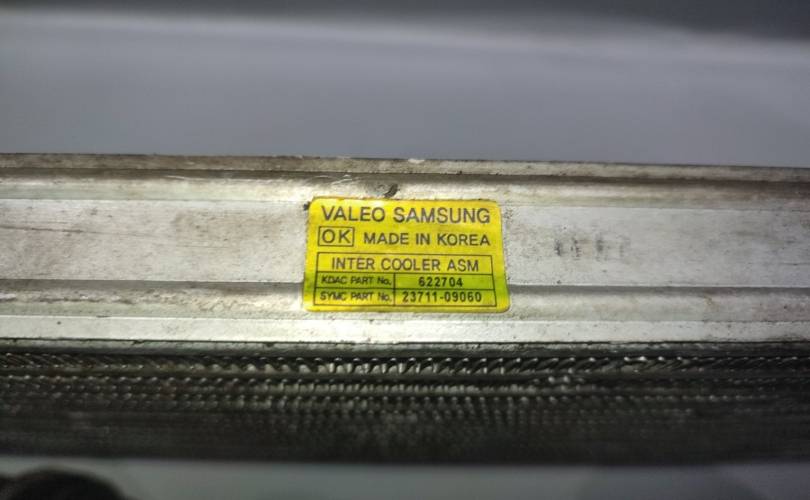 VALEO SAMSUNG
OK MADE IN KOREA
INTER COOLER ASM
KDAC PART No. 622704
SYMC PART No. 23711-09060